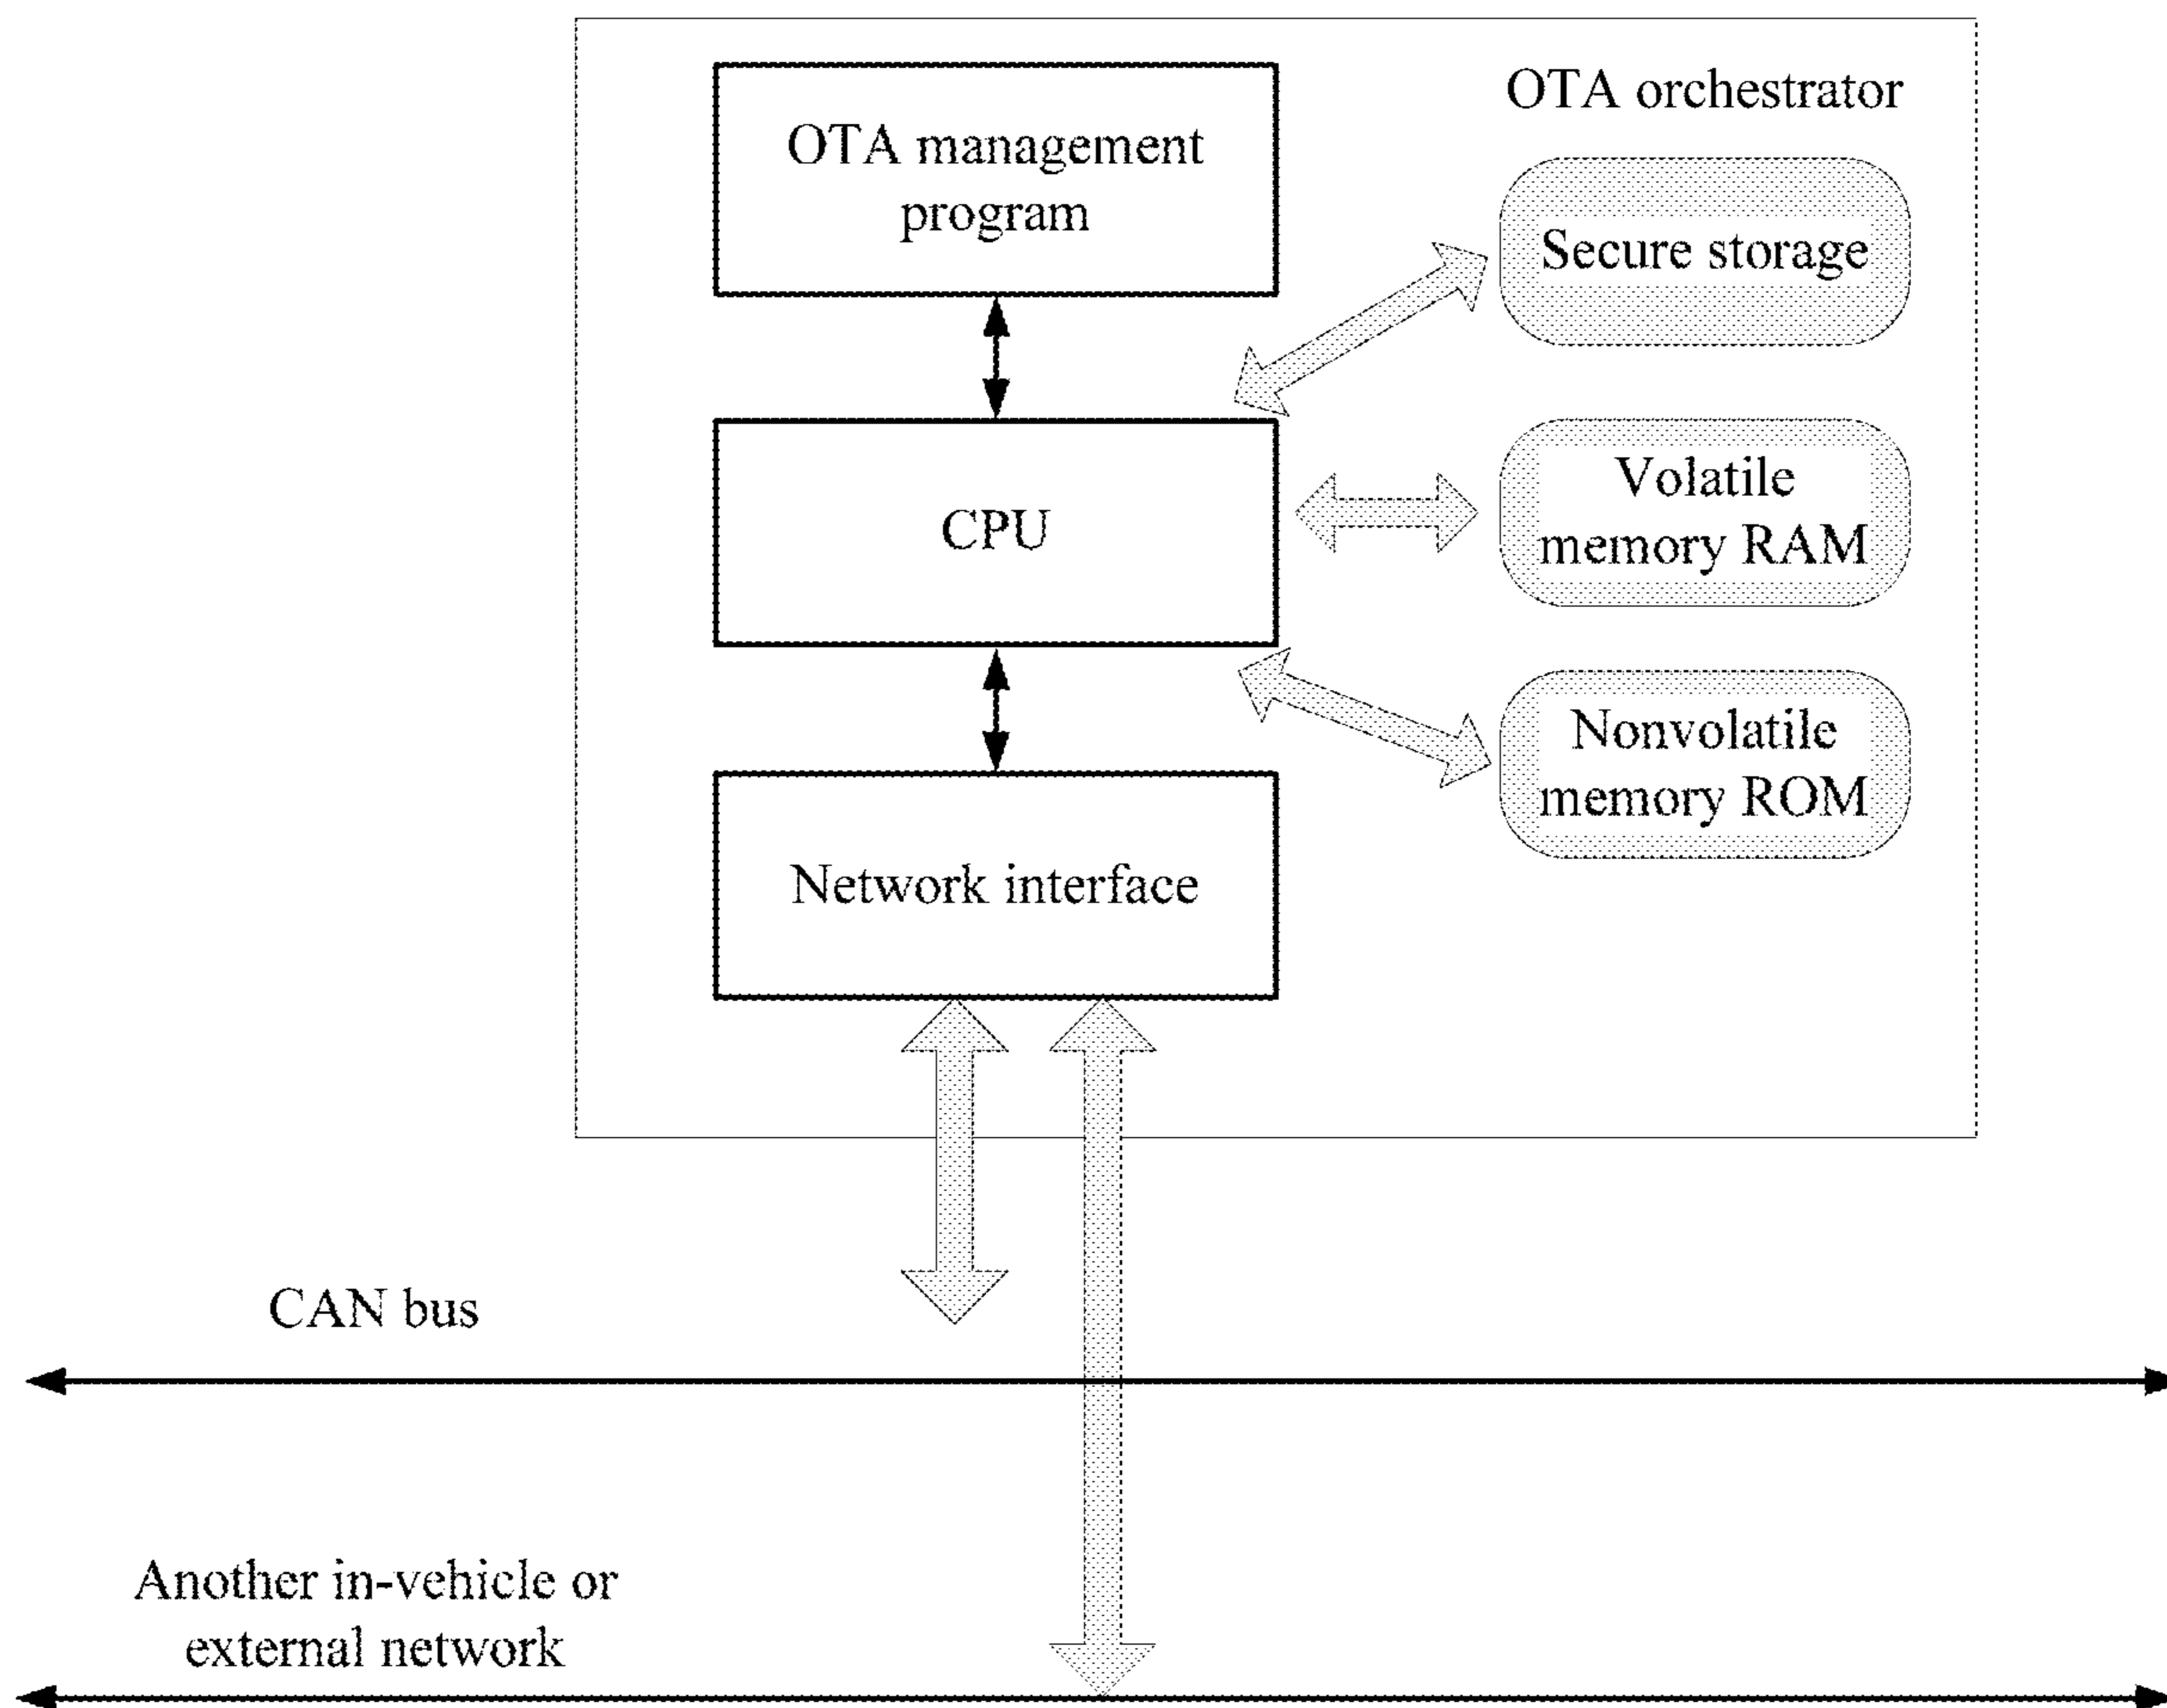 OTA orchestrator
OTA management
program
Secure storage
CPU
Volatile
memory RAM
Nonvolatile
memory ROM
Network interface
CAN bus
Another in-vehicle or
external network